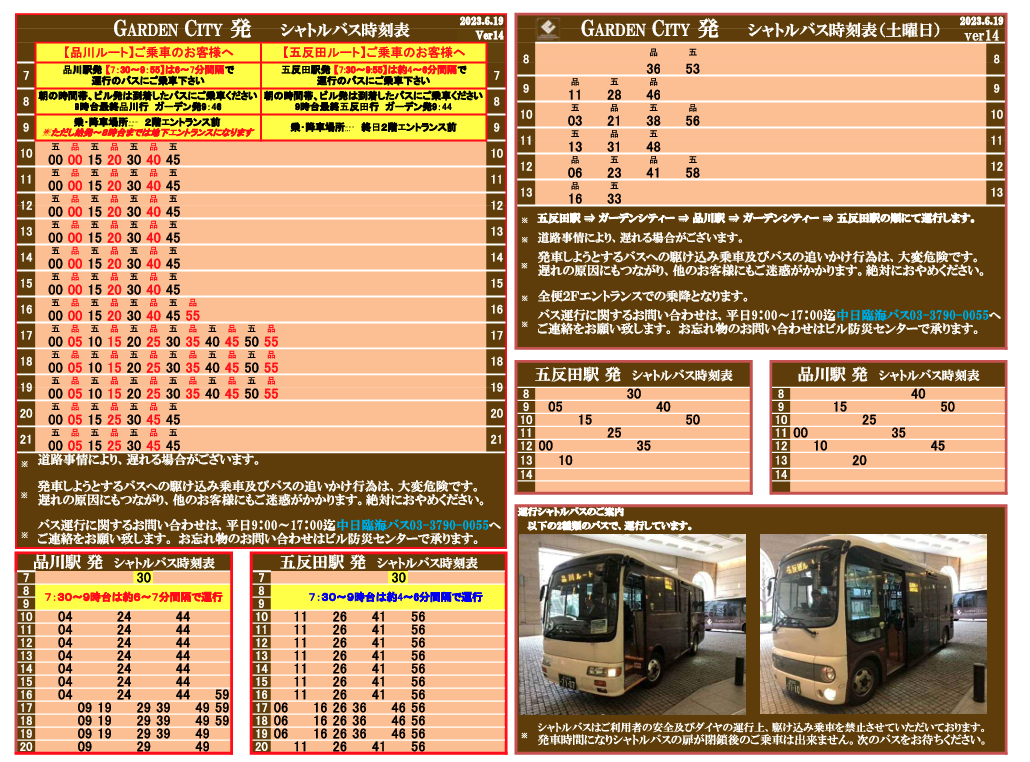 GARDEN CITY 発 シャトルバス時刻表 2023.6.19 Ver14
【品川ルート】ご乗車のお客様へ 【五反田ルート】ご乗車のお客様へ
7 品川駅発【7:30～9:55】は6～7分間隔で 五反田駅発【7:30～9:55】は約4～6分間隔で 7
運行のバスにご乗車下さい 運行のバスにご乗車下さい
8 朝の時間帯、ビル発は到着したバスにご乗車ください 朝の時間帯、ビル発は到着したバスにご乗車ください 8
9時台最終品川行 ガーデン発9:46 9時台最終五反田行 ガーデン発9:44
9 乗・降車場所:… 2階エントランス前 乗・降車場所:… 終日2階エントランス前 9
※ただし始発～8時台までは地下エントランスになります
五 品 五 品 五 品 五
10 00 00 15 20 30 40 45 10
五 品 五 品 五 品 五
11 00 00 15 20 30 40 45 11
五 品 五 品 五 品 五
12 00 00 15 20 30 40 45 12
五 品 五 品 五 品 五
13 00 00 15 20 30 40 45 13
五 品 五 品 五 品 五
14 00 00 15 20 30 40 45 14
五 品 五 品 五 品 五
15 00 00 15 20 30 40 45 15
五 品 五 品 五 品 五 品
16 00 00 15 20 30 40 45 55 16
五 品 五 品 五 品 五 品 五 品 五 品
17 00 05 10 15 20 25 30 35 40 45 50 55 17
五 品 五 品 五 品 五 品 五 品 五 品
18 00 05 10 15 20 25 30 35 40 45 50 55 18
五 品 五 品 五 品 五 品 五 品 五 品
19 00 05 10 15 20 25 30 35 40 45 50 55 19
五 品 五 品 五 品 五
20 00 05 15 25 30 45 45 20
五 品 五 品 五 品 五
21 00 05 15 25 30 45 45 21
※ 道路事情により、遅れる場合がございます。
※ 発車しようとするバスへの駆け込み乗車及びバスの追いかけ行為は、大変危険です。
遅れの原因にもつながり、他のお客様にもご迷惑がかかります。絶対におやめください。
※ バス運行に関するお問い合わせは、平日9:00～17:00迄中日臨海バス03-3790-0055へ
ご連絡をお願い致します。 お忘れ物のお問い合わせはビル防災センターで承ります。
品川駅 発 シャトルバス時刻表
7 30
8 7:30～9時台は約6～7分間隔で運行
9
10 04 24 44
11 04 24 44
12 04 24 44
13 04 24 44
14 04 24 44
15 04 24 44
16 04 24 44 59
17 09 19 29 39 49 59
18 09 19 29 39 49 59
19 09 19 29 39 49
20 09 29 49
五反田駅 発 シャトルバス時刻表
7 30
8 7:30～9時台は約4～6分間隔で運行
9
10 11 26 41 56
11 11 26 41 56
12 11 26 41 56
13 11 26 41 56
14 11 26 41 56
15 11 26 41 56
16 11 26 41 56
17 06 16 26 36 46 56
18 06 16 26 36 46 56
19 06 16 26 36 46 56
20 11 26 41 56
GARDEN CITY 発 シャトルバス時刻表(土曜日) 2023.6.19 ver14
品 五
8 36 53 8
品 五 品
9 11 28 46 9
五 品 五 品
10 03 21 38 56 10
五 品 五
11 13 31 48 11
品 五 品 五
12 06 23 41 58 12
品 五
13 16 33 13
※ 五反田駅 ⇒ ガーデンシティー ⇒ 品川駅 ⇒ ガーデンシティー ⇒ 五反田駅の順にて運行します。
※ 道路事情により、遅れる場合がございます。
※ 発車しようとするバスへの駆け込み乗車及びバスの追いかけ行為は、大変危険です。
遅れの原因にもつながり、他のお客様にもご迷惑がかかります。絶対におやめください。
※ 全便2Fエントランスでの乗降となります。
※ バス運行に関するお問い合わせは、平日9:00～17:00迄中日臨海バス03-3790-0055へ
ご連絡をお願い致します。 お忘れ物のお問い合わせはビル防災センターで承ります。
五反田駅 発 シャトルバス時刻表
8 30
9 05 40
10 15 50
11 25
12 00 35
13 10
14
品川駅 発 シャトルバス時刻表
8 40
9 15 50
10 25
11 00 35
12 10 45
13 20
14
運行シャトルバスのご案内
以下の2種類のバスで、運行しています。
品川ルート
※ シャトルバスはご利用者の安全及びダイヤの運行上、駆け込み乗車を禁止させていただいております。
発車時間になりシャトルバスの扉が閉鎖後のご乗車は出来ません。次のバスをお待ちください。